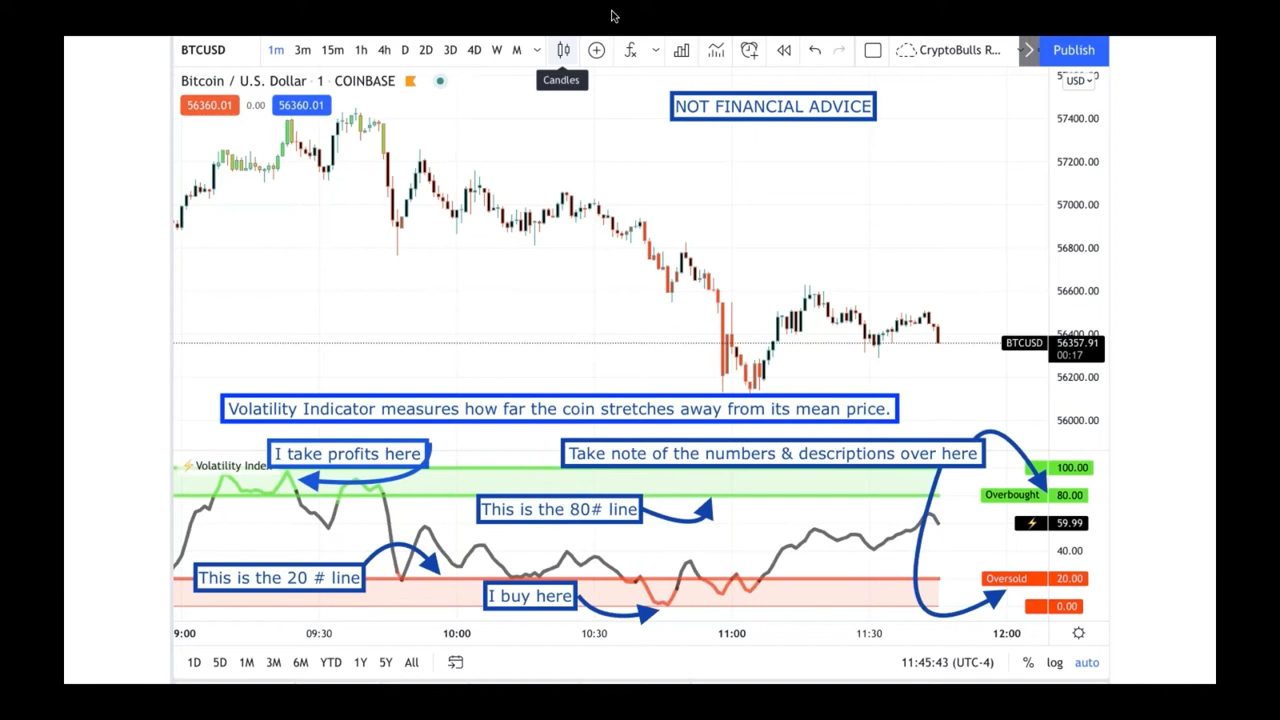 BTCUSD 1m 3m 15m 1h 4h D 2D 3D 4D W M CryptoBulls R... Publish
Candles
Bitcoin / U.S. Dollar · 1 · COINBASE
USD
56360.01 0.00 56360.01
NOT FINANCIAL ADVICE
57400.00
57200.00
57000.00
56800.00
56600.00
56400.00
BTCUSD 56357.91
00:17
56200.00
56000.00
Volatility Indicator measures how far the coin stretches away from its mean price.
I take profits here
Take note of the numbers & descriptions over here
Volatility Index
100.00
Overbought 80.00
This is the 80# line
59.99
40.00
This is the 20 # line
Oversold 20.00
I buy here
0.00
9:00 09:30 10:00 10:30 11:00 11:30 12:00
1D 5D 1M 3M 6M YTD 1Y 5Y All 11:45:43 (UTC-4) % log auto